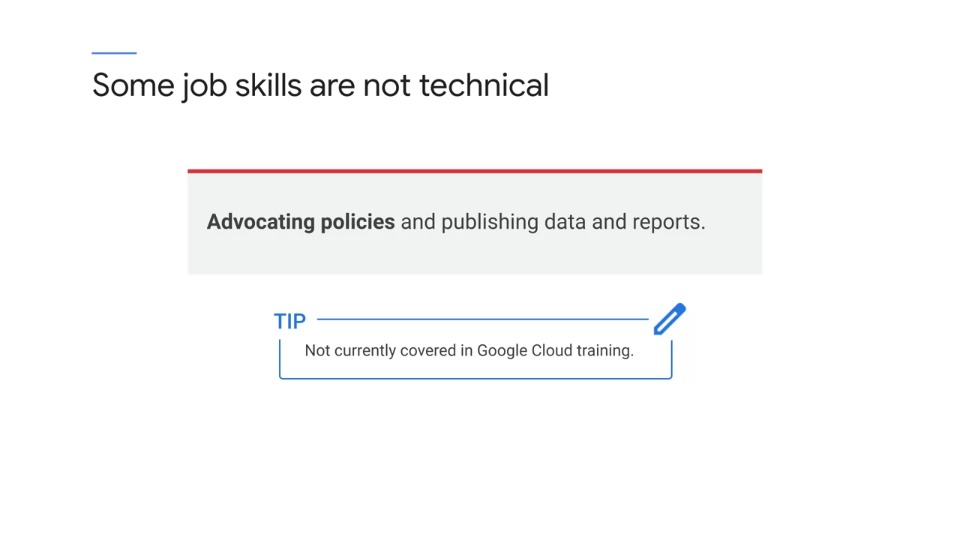 Some job skills are not technical
Advocating policies and publishing data and reports.
TIP
Not currently covered in Google Cloud training.